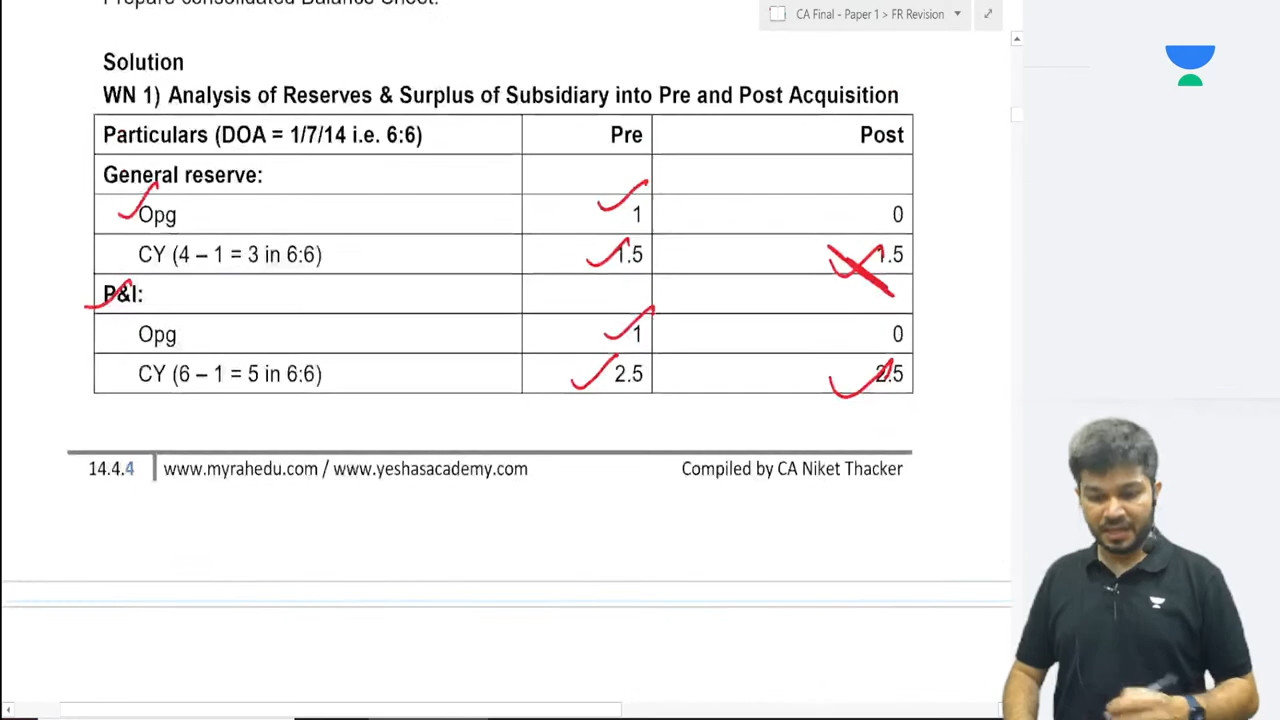 Prepare consolidated Balance Sheet.
CA Final - Paper 1 > FR Revision
Solution
WN 1) Analysis of Reserves & Surplus of Subsidiary into Pre and Post Acquisition
Particulars (DOA = 1/7/14 i.e. 6:6) Pre Post
General reserve:
Opg 1 0
CY (4 – 1 = 3 in 6:6) 1.5 1.5
P&l:
Opg 1 0
CY (6 – 1 = 5 in 6:6) 2.5 2.5
14.4.4 www.myrahedu.com / www.yeshasacademy.com Compiled by CA Niket Thacker